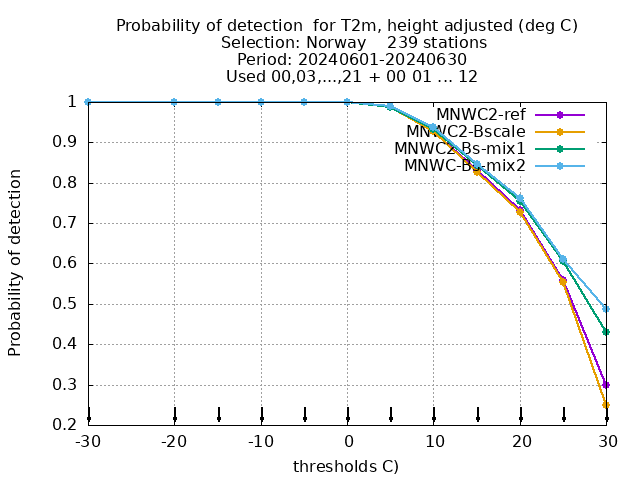 Probability of detection  for T2m, height adjusted (deg C)
Selection: Norway    239 stations
Period: 20240601-20240630
Used 00,03,...,21 + 00 01 ... 12
MNWC2-ref
MNWC2-Bscale
MNWC2-Bs-mix1
MNWC-Bs-mix2
Probability of detection
1
0.9
0.8
0.7
0.6
0.5
0.4
0.3
0.2
-30 -20 -10 0 10 20 30
thresholds C)